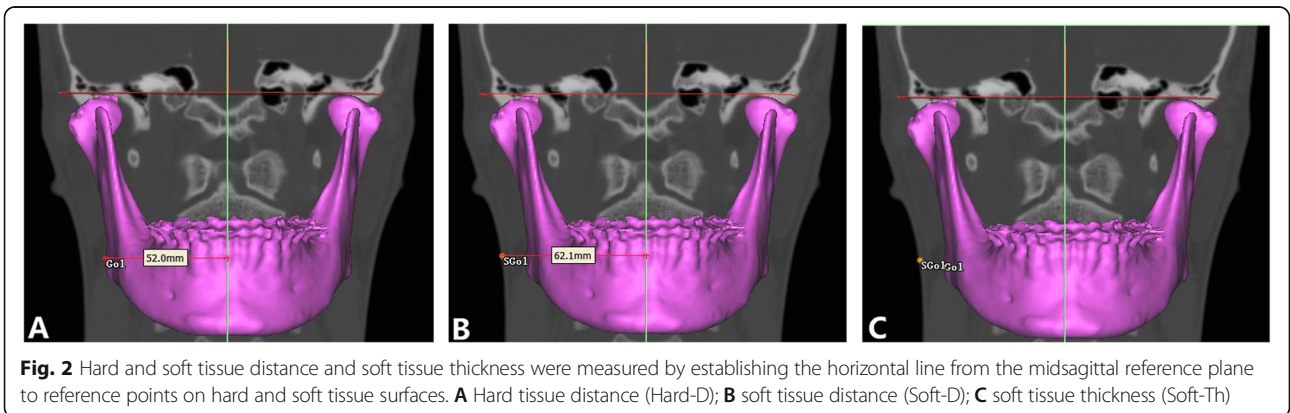 52.0mm
Go1
A
62.1mm
SGo1
B
SGo1Go1
C
Fig. 2 Hard and soft tissue distance and soft tissue thickness were measured by establishing the horizontal line from the midsagittal reference plane
to reference points on hard and soft tissue surfaces. A Hard tissue distance (Hard-D); B soft tissue distance (Soft-D); C soft tissue thickness (Soft-Th)